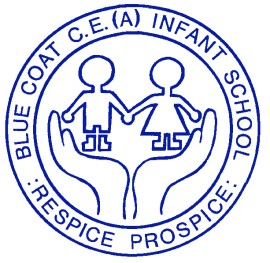 BLUE COAT C.E.(A) INFANT SCHOOL
:RESPICE PROSPICE: